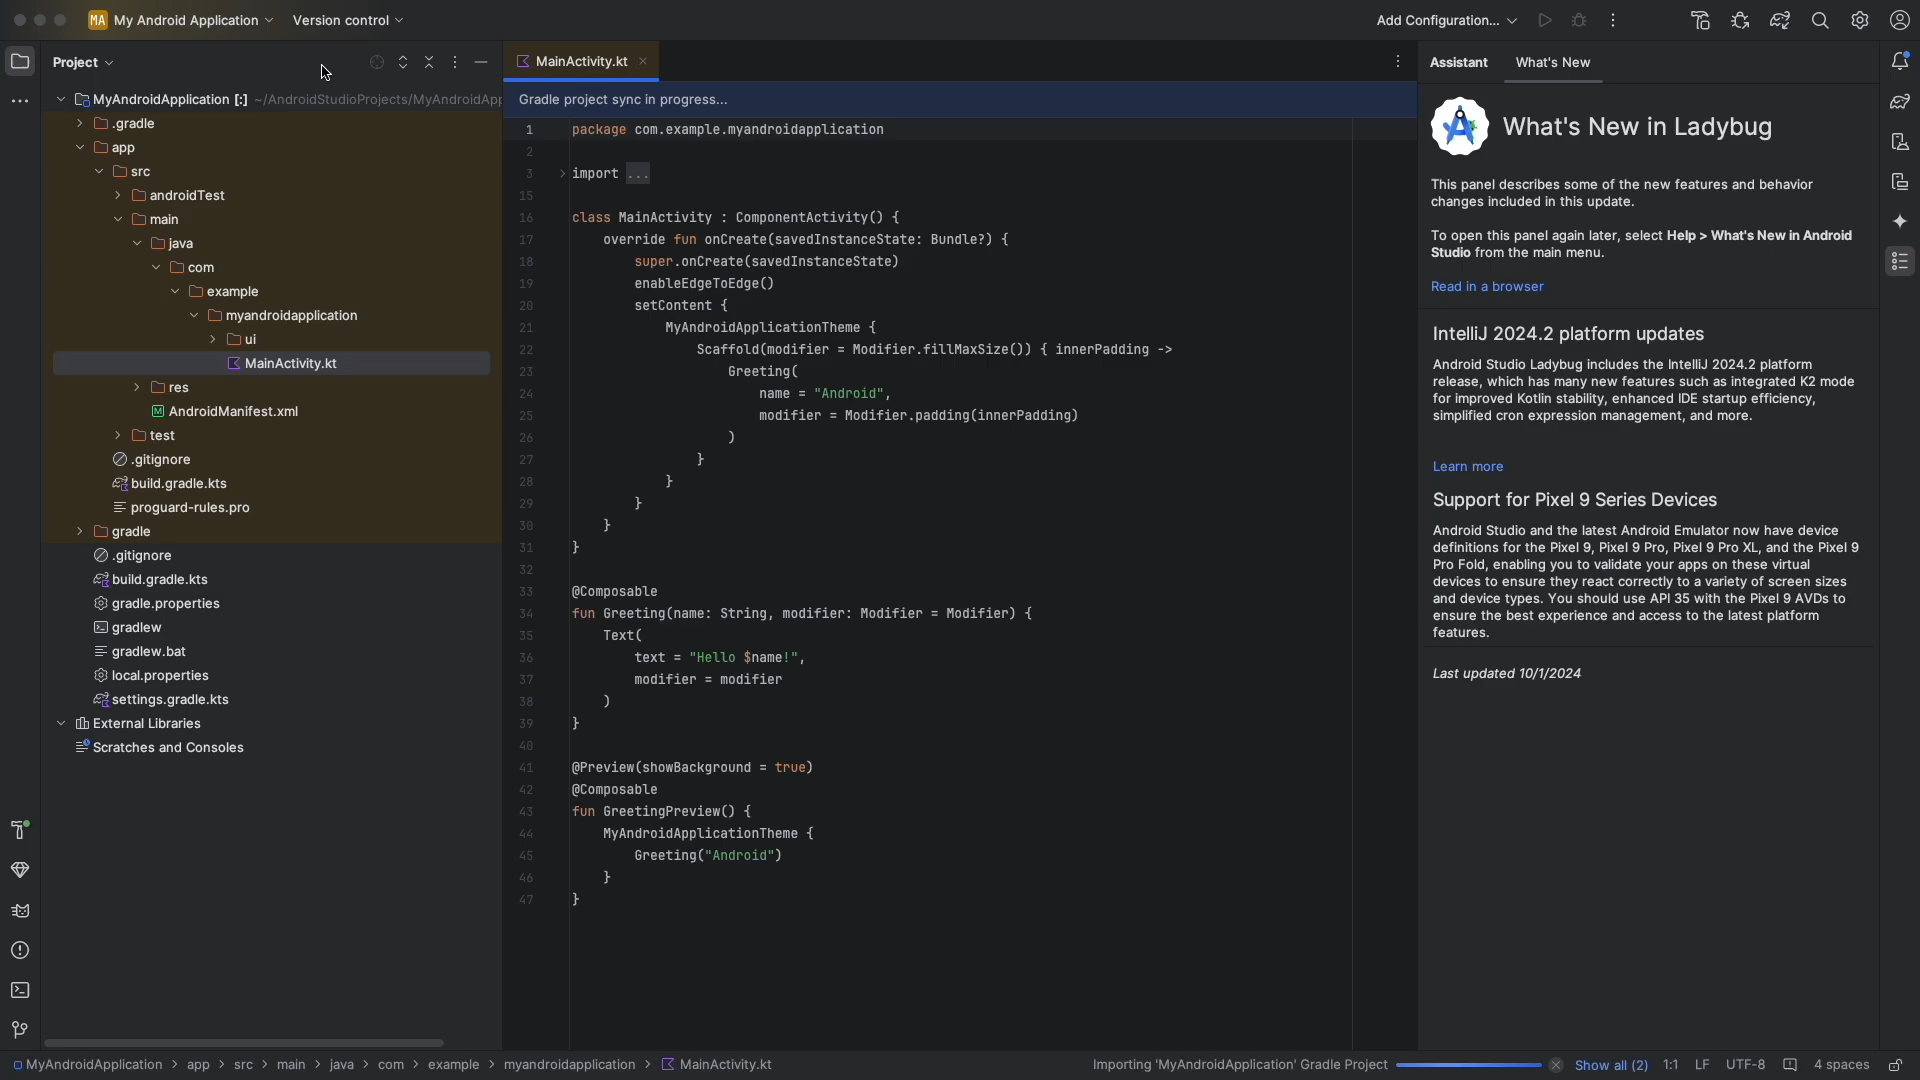 MA My Android Application Version control
Add Configuration...
Project
MyAndroidApplication [:] ~/AndroidStudioProjects/MyAndroidApp
.gradle
app
src
androidTest
main
java
com
example
myandroidapplication
ui
MainActivity.kt
res
AndroidManifest.xml
test
.gitignore
build.gradle.kts
proguard-rules.pro
gradle
.gitignore
build.gradle.kts
gradle.properties
gradlew
gradlew.bat
local.properties
settings.gradle.kts
External Libraries
Scratches and Consoles
MainActivity.kt
Gradle project sync in progress...
1 package com.example.myandroidapplication
2
3 import ...
15
16 class MainActivity : ComponentActivity() {
17 override fun onCreate(savedInstanceState: Bundle?) {
18 super.onCreate(savedInstanceState)
19 enableEdgeToEdge()
20 setContent {
21 MyAndroidApplicationTheme {
22 Scaffold(modifier = Modifier.fillMaxSize()) { innerPadding ->
23 Greeting(
24 name = "Android",
25 modifier = Modifier.padding(innerPadding)
26 )
27 }
28 }
29 }
30 }
31 }
32
33 @Composable
34 fun Greeting(name: String, modifier: Modifier = Modifier) {
35 Text(
36 text = "Hello $name!",
37 modifier = modifier
38 )
39 }
40
41 @Preview(showBackground = true)
42 @Composable
43 fun GreetingPreview() {
44 MyAndroidApplicationTheme {
45 Greeting("Android")
46 }
47 }
Assistant What's New
What's New in Ladybug
This panel describes some of the new features and behavior
changes included in this update.
To open this panel again later, select Help > What's New in Android
Studio from the main menu.
Read in a browser
IntelliJ 2024.2 platform updates
Android Studio Ladybug includes the IntelliJ 2024.2 platform
release, which has many new features such as integrated K2 mode
for improved Kotlin stability, enhanced IDE startup efficiency,
simplified cron expression management, and more.
Learn more
Support for Pixel 9 Series Devices
Android Studio and the latest Android Emulator now have device
definitions for the Pixel 9, Pixel 9 Pro, Pixel 9 Pro XL, and the Pixel 9
Pro Fold, enabling you to validate your apps on these virtual
devices to ensure they react correctly to a variety of screen sizes
and device types. You should use API 35 with the Pixel 9 AVDs to
ensure the best experience and access to the latest platform
features.
Last updated 10/1/2024
MyAndroidApplication > app > src > main > java > com > example > myandroidapplication > MainActivity.kt
Importing 'MyAndroidApplication' Gradle Project Show all (2) 1:1 LF UTF-8 4 spaces